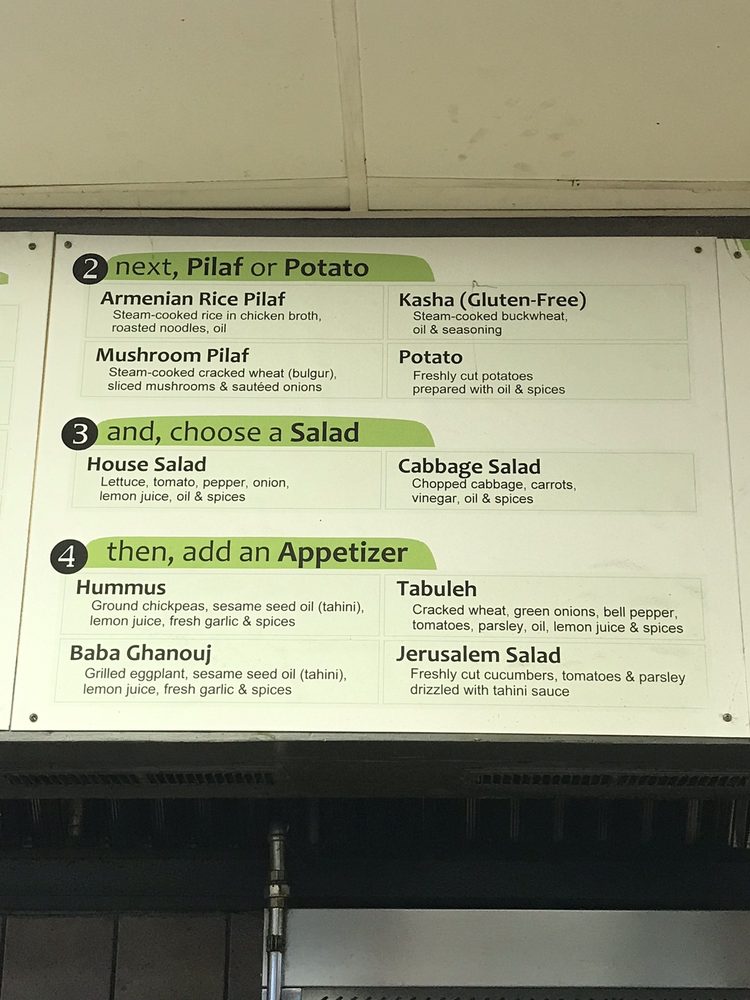 2 next, Pilaf or Potato
Armenian Rice Pilaf
Steam-cooked rice in chicken broth,
roasted noodles, oil
Kasha (Gluten-Free)
Steam-cooked buckwheat,
oil & seasoning
Mushroom Pilaf
Steam-cooked cracked wheat (bulgur),
sliced mushrooms & sautéed onions
Potato
Freshly cut potatoes
prepared with oil & spices
3 and, choose a Salad
House Salad
Lettuce, tomato, pepper, onion,
lemon juice, oil & spices
Cabbage Salad
Chopped cabbage, carrots,
vinegar, oil & spices
4 then, add an Appetizer
Hummus
Ground chickpeas, sesame seed oil (tahini),
lemon juice, fresh garlic & spices
Tabuleh
Cracked wheat, green onions, bell pepper,
tomatoes, parsley, oil, lemon juice & spices
Baba Ghanouj
Grilled eggplant, sesame seed oil (tahini),
lemon juice, fresh garlic & spices
Jerusalem Salad
Freshly cut cucumbers, tomatoes & parsley
drizzled with tahini sauce